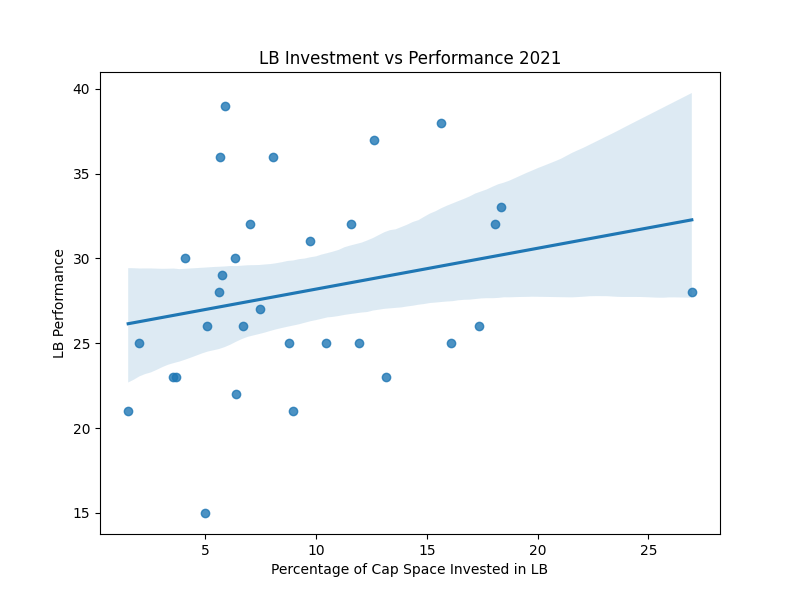 LB Investment vs Performance 2021
LB Performance
40
35
30
25
20
15
5 10 15 20 25
Percentage of Cap Space Invested in LB